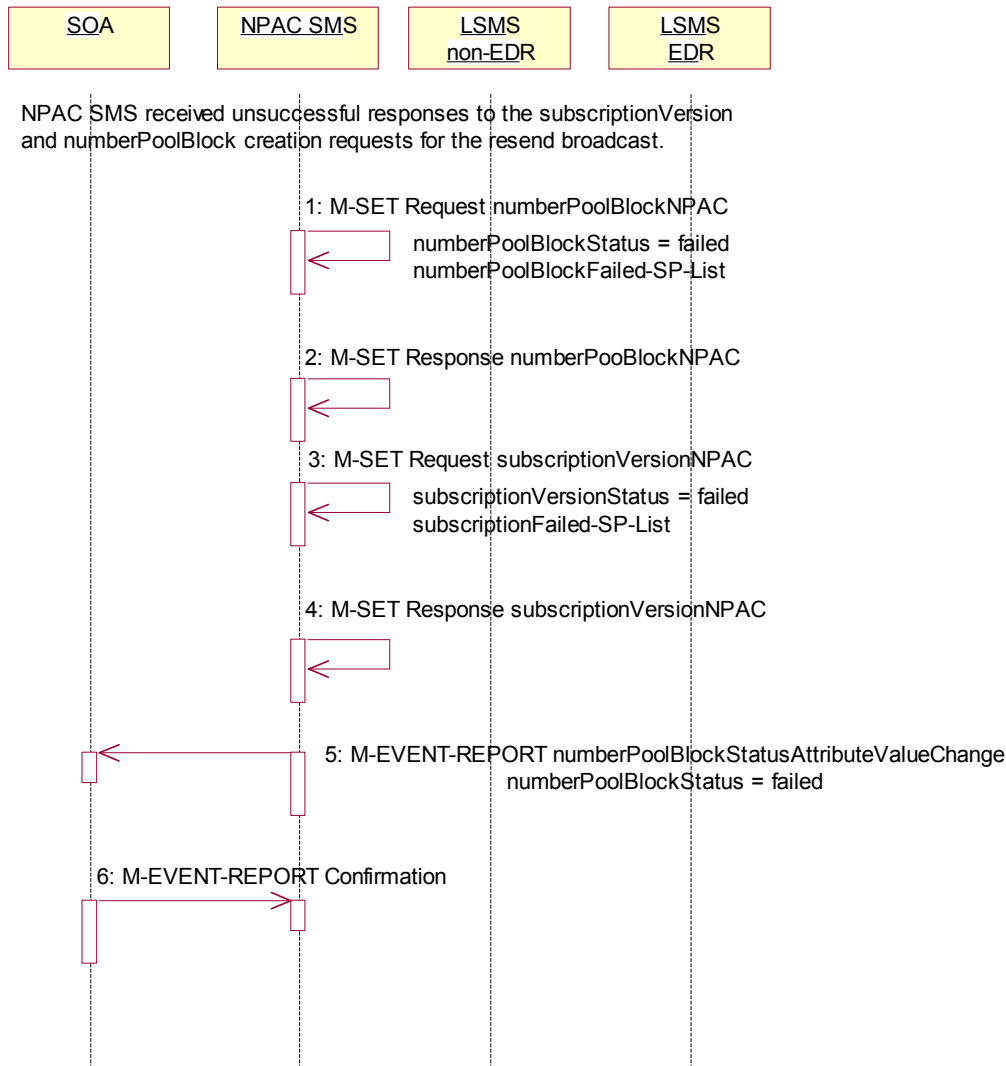 SOA
NPAC SMS
LSMS
non-EDR
LSMS
EDR
NPAC SMS received unsuccessful responses to the subscriptionVersion
and numberPoolBlock creation requests for the resend broadcast.
1: M-SET Request numberPoolBlockNPAC
numberPoolBlockStatus = failed
numberPoolBlockFailed-SP-List
2: M-SET Response numberPooBlockNPAC
3: M-SET Request subscriptionVersionNPAC
subscriptionVersionStatus = failed
subscriptionFailed-SP-List
4: M-SET Response subscriptionVersionNPAC
5: M-EVENT-REPORT numberPoolBlockStatusAttributeValueChange
numberPoolBlockStatus = failed
6: M-EVENT-REPORT Confirmation